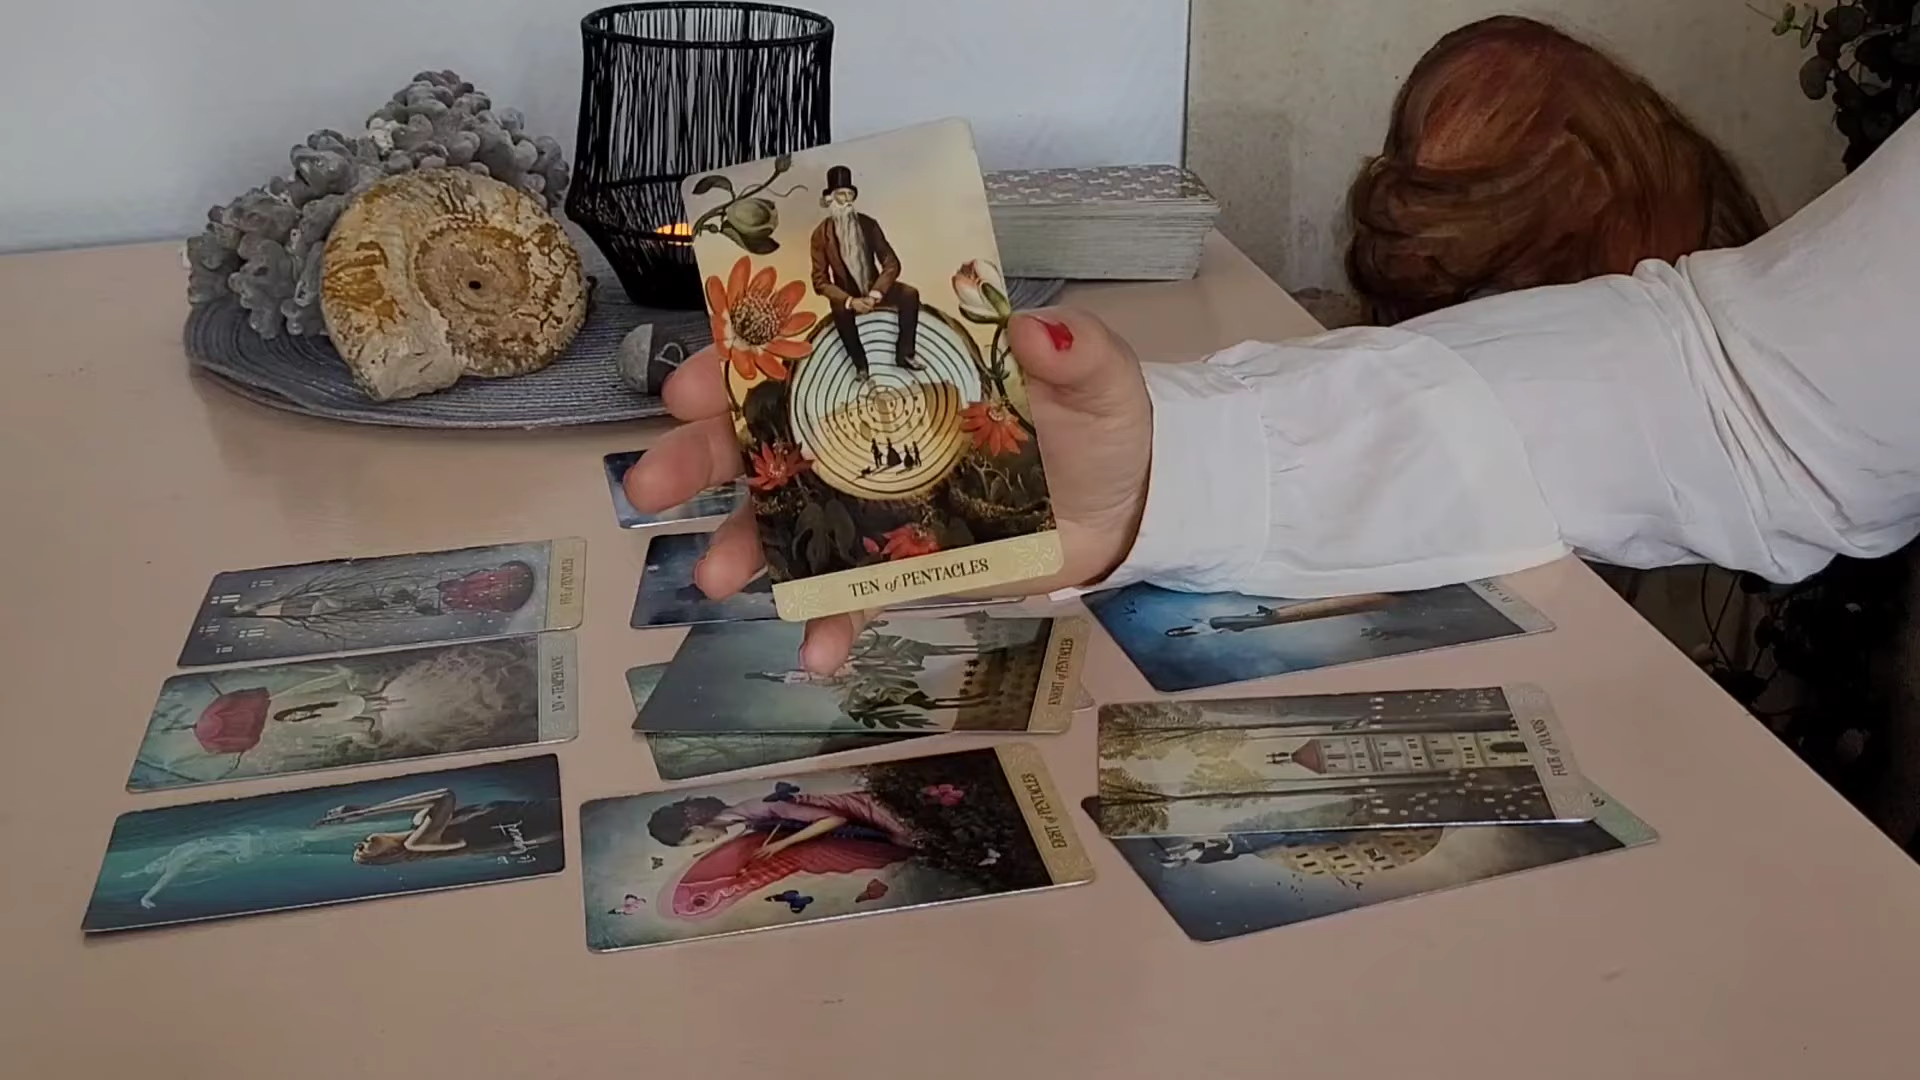 TEN of PENTACLES
FIVE of PENTACLES
XIV • TEMPERANCE
KNIGHT of PENTACLES
EIGHT of PENTACLES
FOUR of WANDS